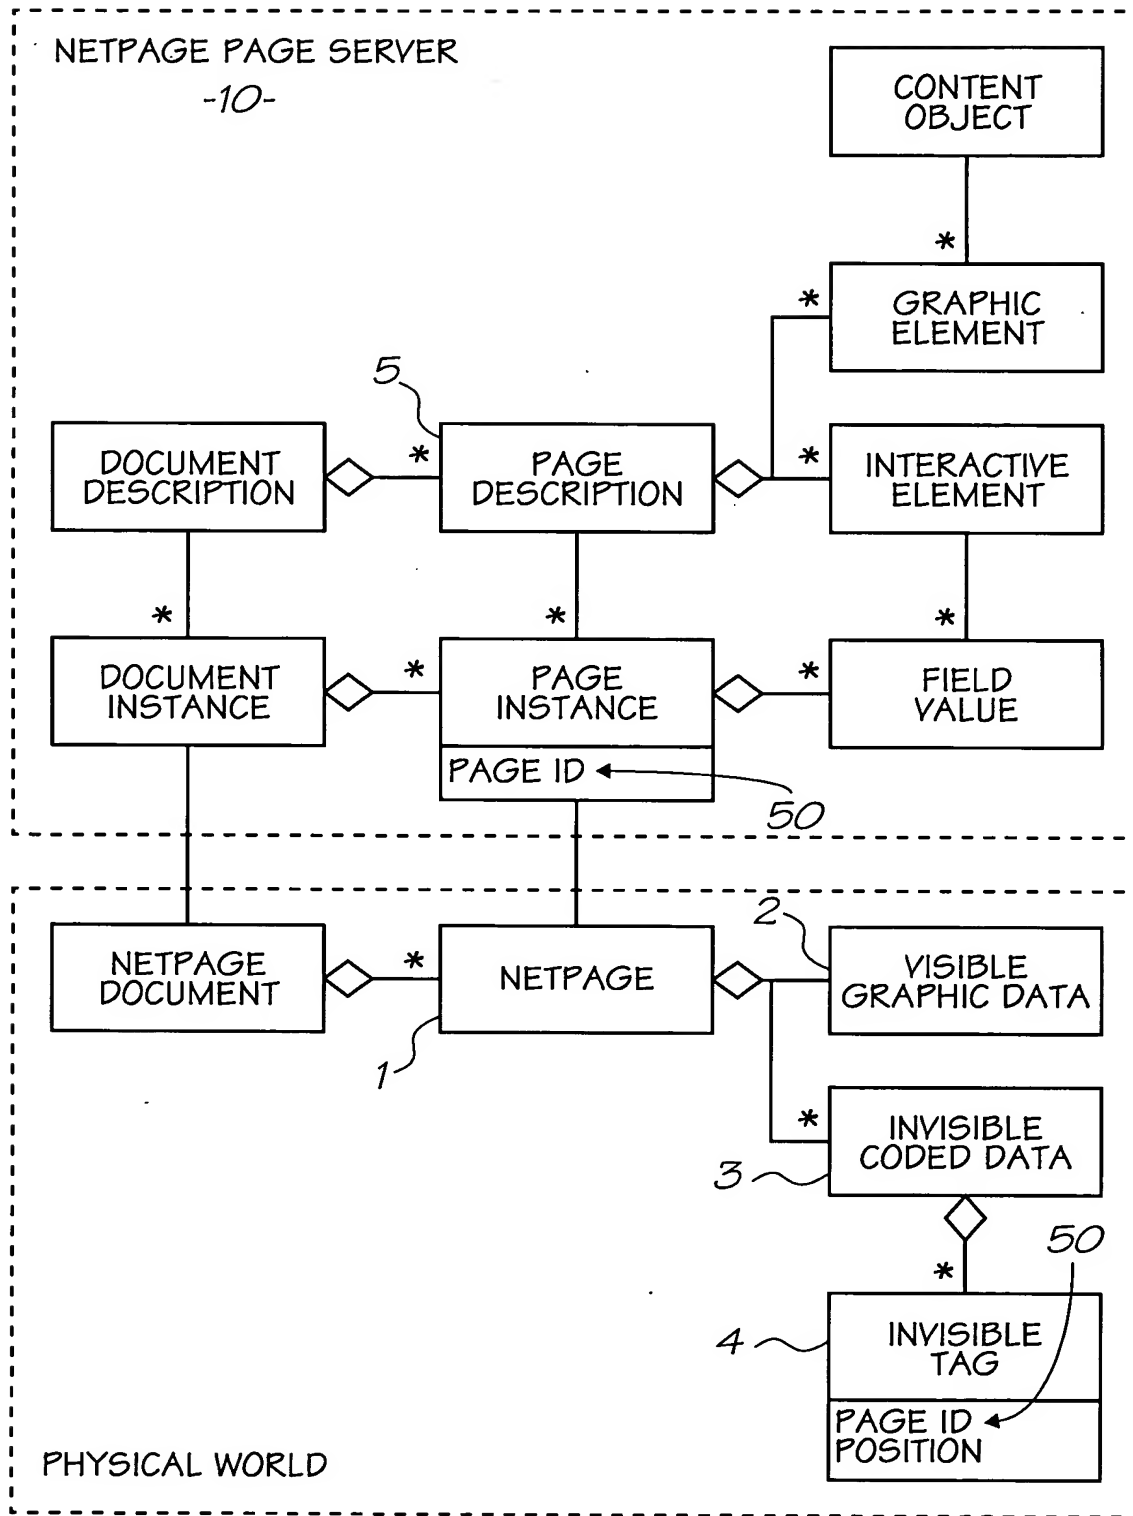 NETPAGE PAGE SERVER
-10-
CONTENT
OBJECT
*
*
GRAPHIC
ELEMENT
5
DOCUMENT
DESCRIPTION
*
PAGE
DESCRIPTION
*
INTERACTIVE
ELEMENT
*
*
*
DOCUMENT
INSTANCE
*
PAGE
INSTANCE
*
FIELD
VALUE
PAGE ID
50
NETPAGE
DOCUMENT
*
NETPAGE
2
VISIBLE
GRAPHIC DATA
1
*
INVISIBLE
CODED DATA
3
50
*
4
INVISIBLE
TAG
PAGE ID
POSITION
PHYSICAL WORLD